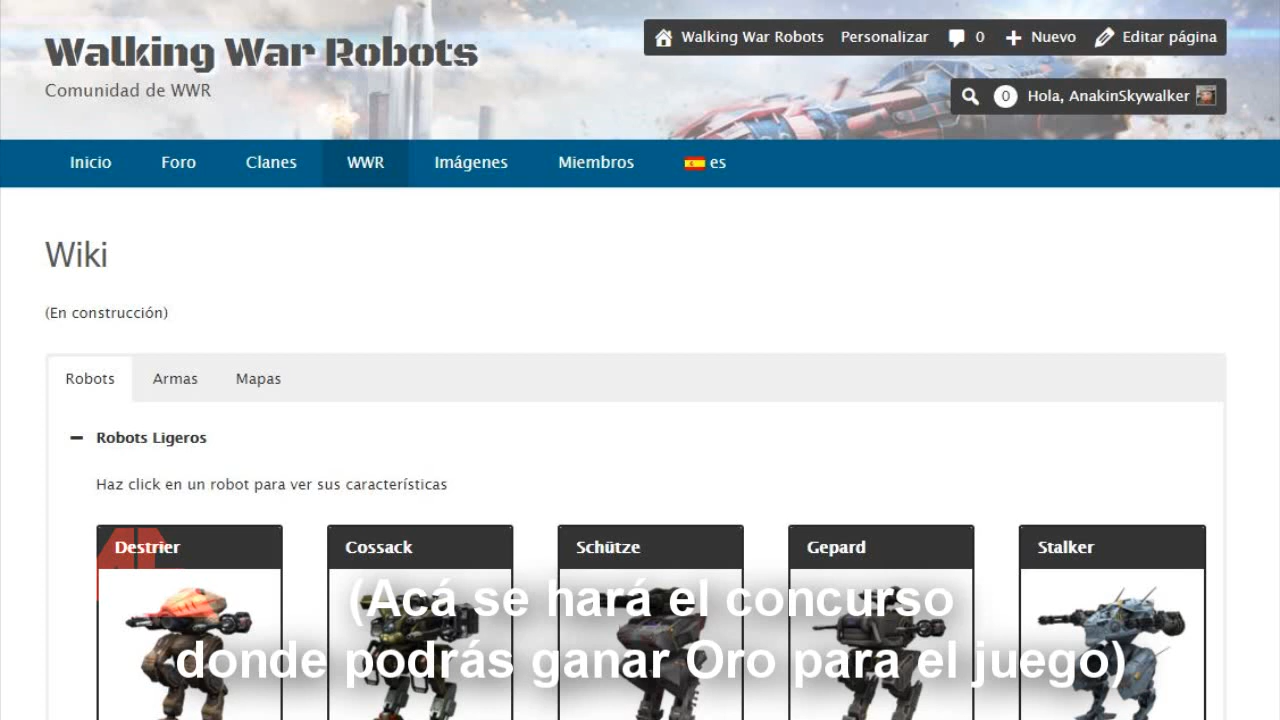 Walking War Robots
Comunidad de WWR
Walking War Robots Personalizar 0 Nuevo Editar página
0 Hola, AnakinSkywalker
Inicio Foro Clanes WWR Imágenes Miembros es
Wiki
(En construcción)
Robots Armas Mapas
Robots Ligeros
Haz click en un robot para ver sus características
Destrier Cossack Schütze Gepard Stalker
(Acá se hará el concurso
donde podrás ganar Oro para el juego)